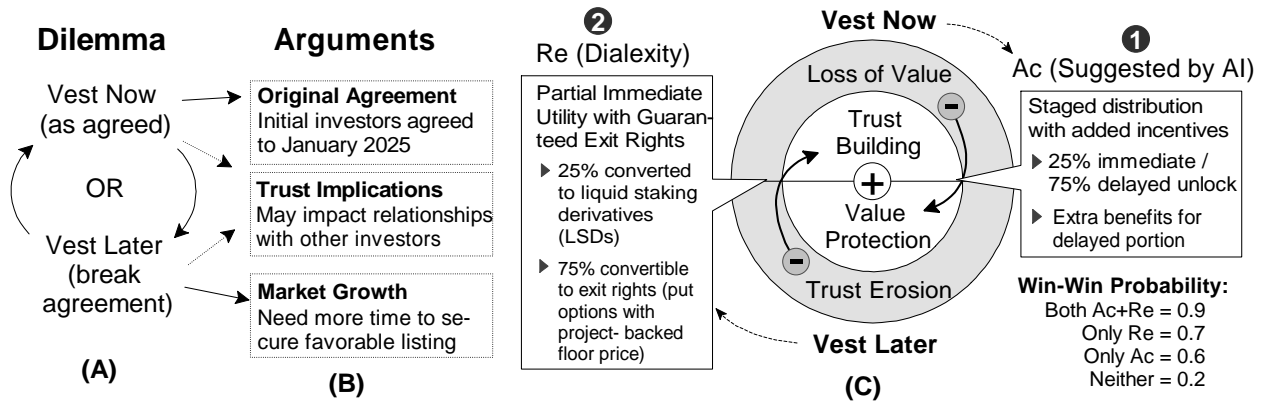 Dilemma
Vest Now
(as agreed)
OR
Vest Later
(break
agreement)
(A)
Arguments
Original Agreement
Initial investors agreed
to January 2025
Trust Implications
May impact relationships
with other investors
Market Growth
Need more time to se-
cure favorable listing
(B)
2
Re (Dialexity)
Partial Immediate
Utility with Guaran-
teed Exit Rights
25% converted
to liquid staking
derivatives
(LSDs)
75% convertible
to exit rights (put
options with
project- backed
floor price)
Vest Now
Loss of Value
−
Trust
Building
+
Value
Protection
−
Trust Erosion
Vest Later
(C)
1
Ac (Suggested by AI)
Staged distribution
with added incentives
25% immediate /
75% delayed unlock
Extra benefits for
delayed portion
Win-Win Probability:
Both Ac+Re = 0.9
Only Re = 0.7
Only Ac = 0.6
Neither = 0.2